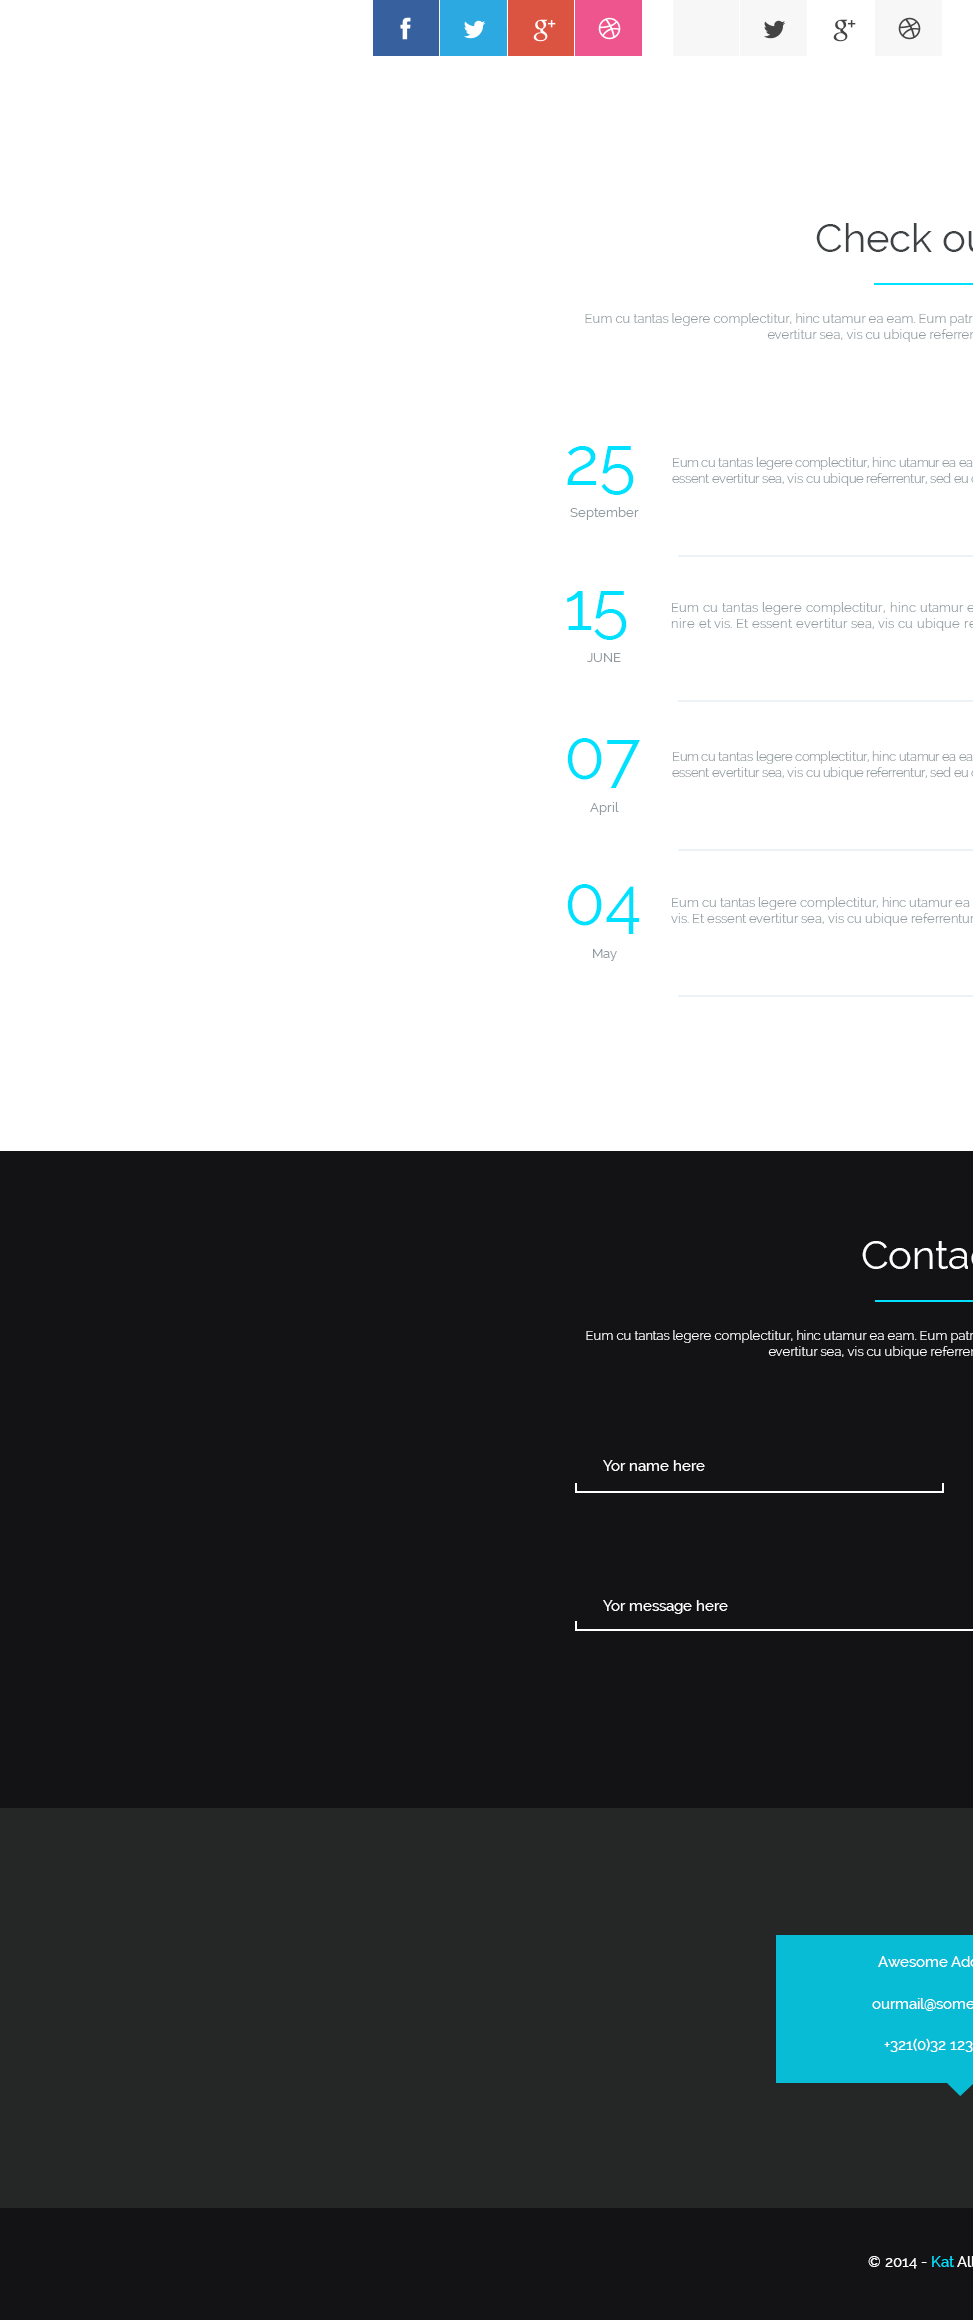 Check ou
Eum cu tantas legere complectitur, hinc utamur ea eam. Eum patr
evertitur sea, vis cu ubique referrer
25
Eum cu tantas legere complectitur, hinc utamur ea ea
essent evertitur sea, vis cu ubique referrentur, sed eu
September
15
Eum cu tantas legere complectitur, hinc utamur e
nire et vis. Et essent evertitur sea, vis cu ubique re
JUNE
07
Eum cu tantas legere complectitur, hinc utamur ea ea
essent evertitur sea, vis cu ubique referrentur, sed eu
April
04
Eum cu tantas legere complectitur, hinc utamur ea
vis. Et essent evertitur sea, vis cu ubique referrentur
May
Contac
Eum cu tantas legere complectitur, hinc utamur ea eam. Eum patr
evertitur sea, vis cu ubique referrer
Yor name here
Yor message here
Awesome Add
ourmail@some
+321(0)32 123
© 2014 - Kat All